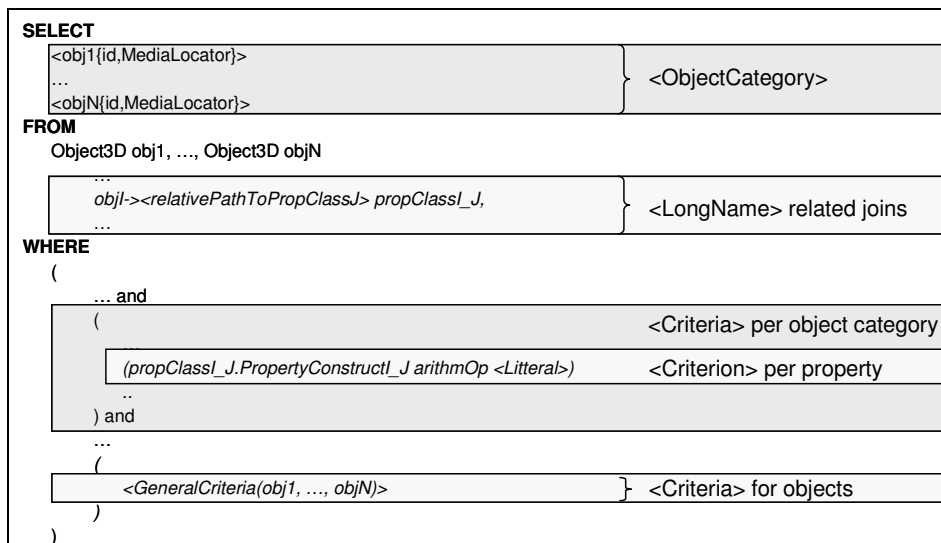 SELECT
<obj1{id,MediaLocator}>
…
<objN{id,MediaLocator}>
<ObjectCategory>
FROM
Object3D obj1, …, Object3D objN
…
objI-><relativePathToPropClassJ> propClassI_J,
…
<LongName> related joins
WHERE
(
… and
(
<Criteria> per object category
…
(propClassI_J.PropertyConstructI_J arithmOp <Litteral>)
<Criterion> per property
..
) and
…
(
<GeneralCriteria(obj1, …, objN)>
<Criteria> for objects
)
)